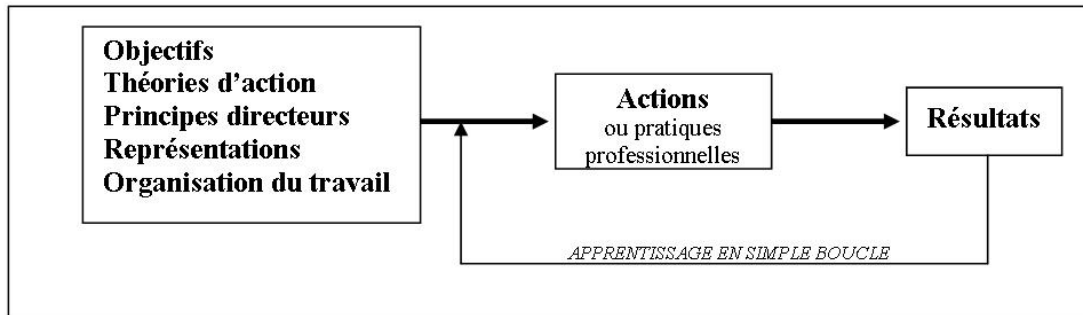 Objectifs
Théories d’action
Principes directeurs
Représentations
Organisation du travail
Actions
ou pratiques
professionnelles
Résultats
APPRENTISSAGE EN SIMPLE BOUCLE